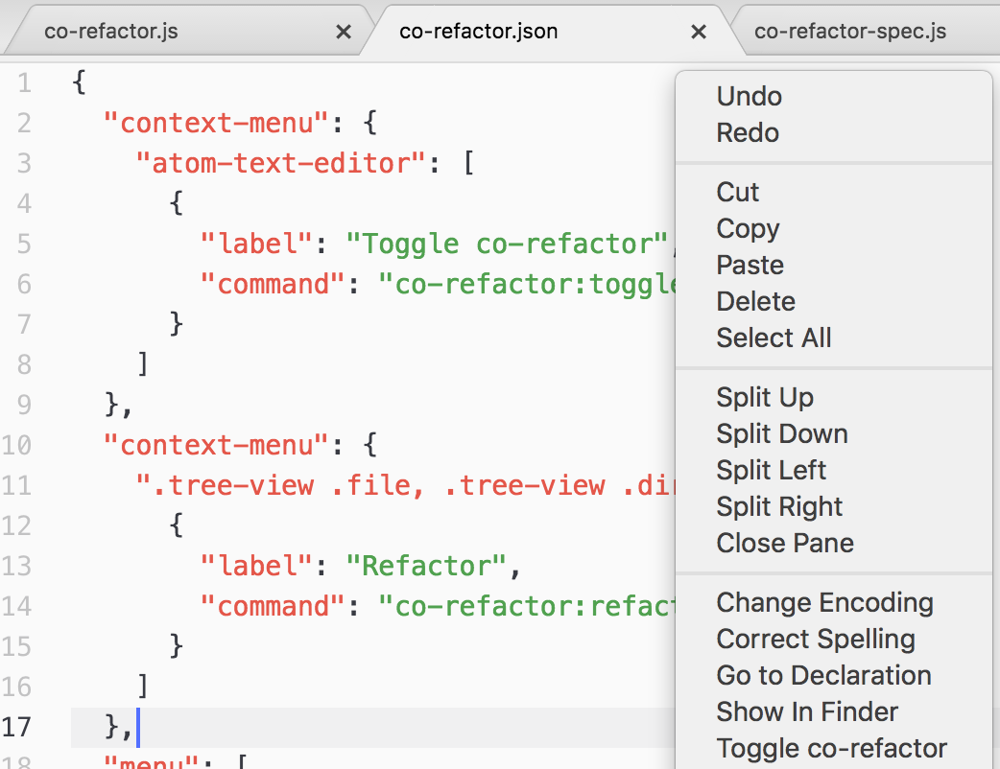 co-refactor.js
co-refactor.json
co-refactor-spec.js
1 {
2 "context-menu": {
3 "atom-text-editor": [
4 {
5 "label": "Toggle co-refactor",
6 "command": "co-refactor:toggle
7 }
8 ]
9 },
10 "context-menu": {
11 ".tree-view .file, .tree-view .dir
12 {
13 "label": "Refactor",
14 "command": "co-refactor:refact
15 }
16 ]
17 },
18 "menu": [
Undo
Redo
Cut
Copy
Paste
Delete
Select All
Split Up
Split Down
Split Left
Split Right
Close Pane
Change Encoding
Correct Spelling
Go to Declaration
Show In Finder
Toggle co-refactor